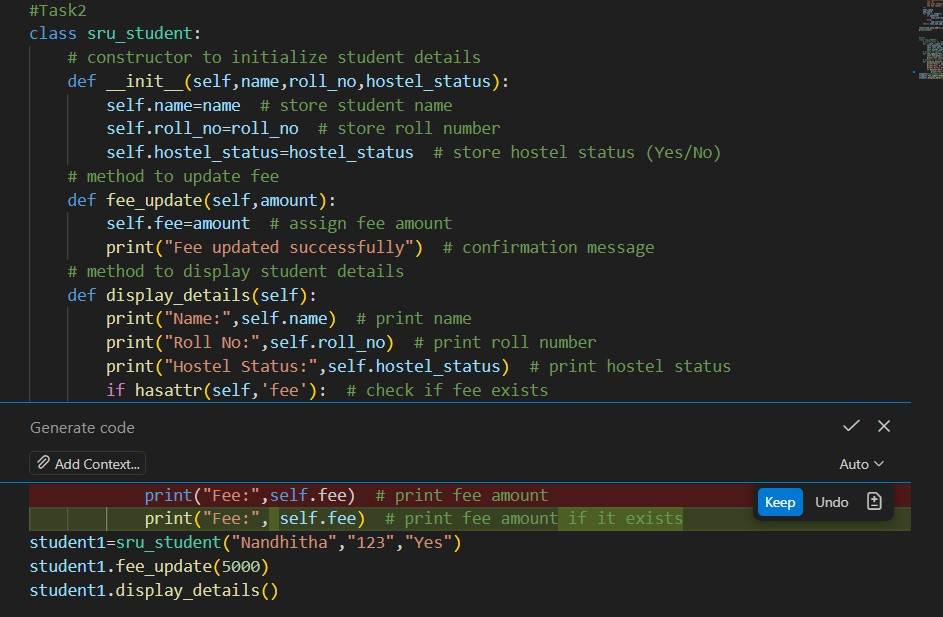 #Task2
class sru_student:
    # constructor to initialize student details
    def __init__(self,name,roll_no,hostel_status):
        self.name=name  # store student name
        self.roll_no=roll_no  # store roll number
        self.hostel_status=hostel_status  # store hostel status (Yes/No)
    # method to update fee
    def fee_update(self,amount):
        self.fee=amount  # assign fee amount
        print("Fee updated successfully")  # confirmation message
    # method to display student details
    def display_details(self):
        print("Name:",self.name)  # print name
        print("Roll No:",self.roll_no)  # print roll number
        print("Hostel Status:",self.hostel_status)  # print hostel status
        if hasattr(self,'fee'):  # check if fee exists
Generate code
Add Context...
Auto
            print("Fee:",self.fee)  # print fee amount
Keep Undo
            print("Fee:", self.fee)  # print fee amount if it exists
student1=sru_student("Nandhitha","123","Yes")
student1.fee_update(5000)
student1.display_details()